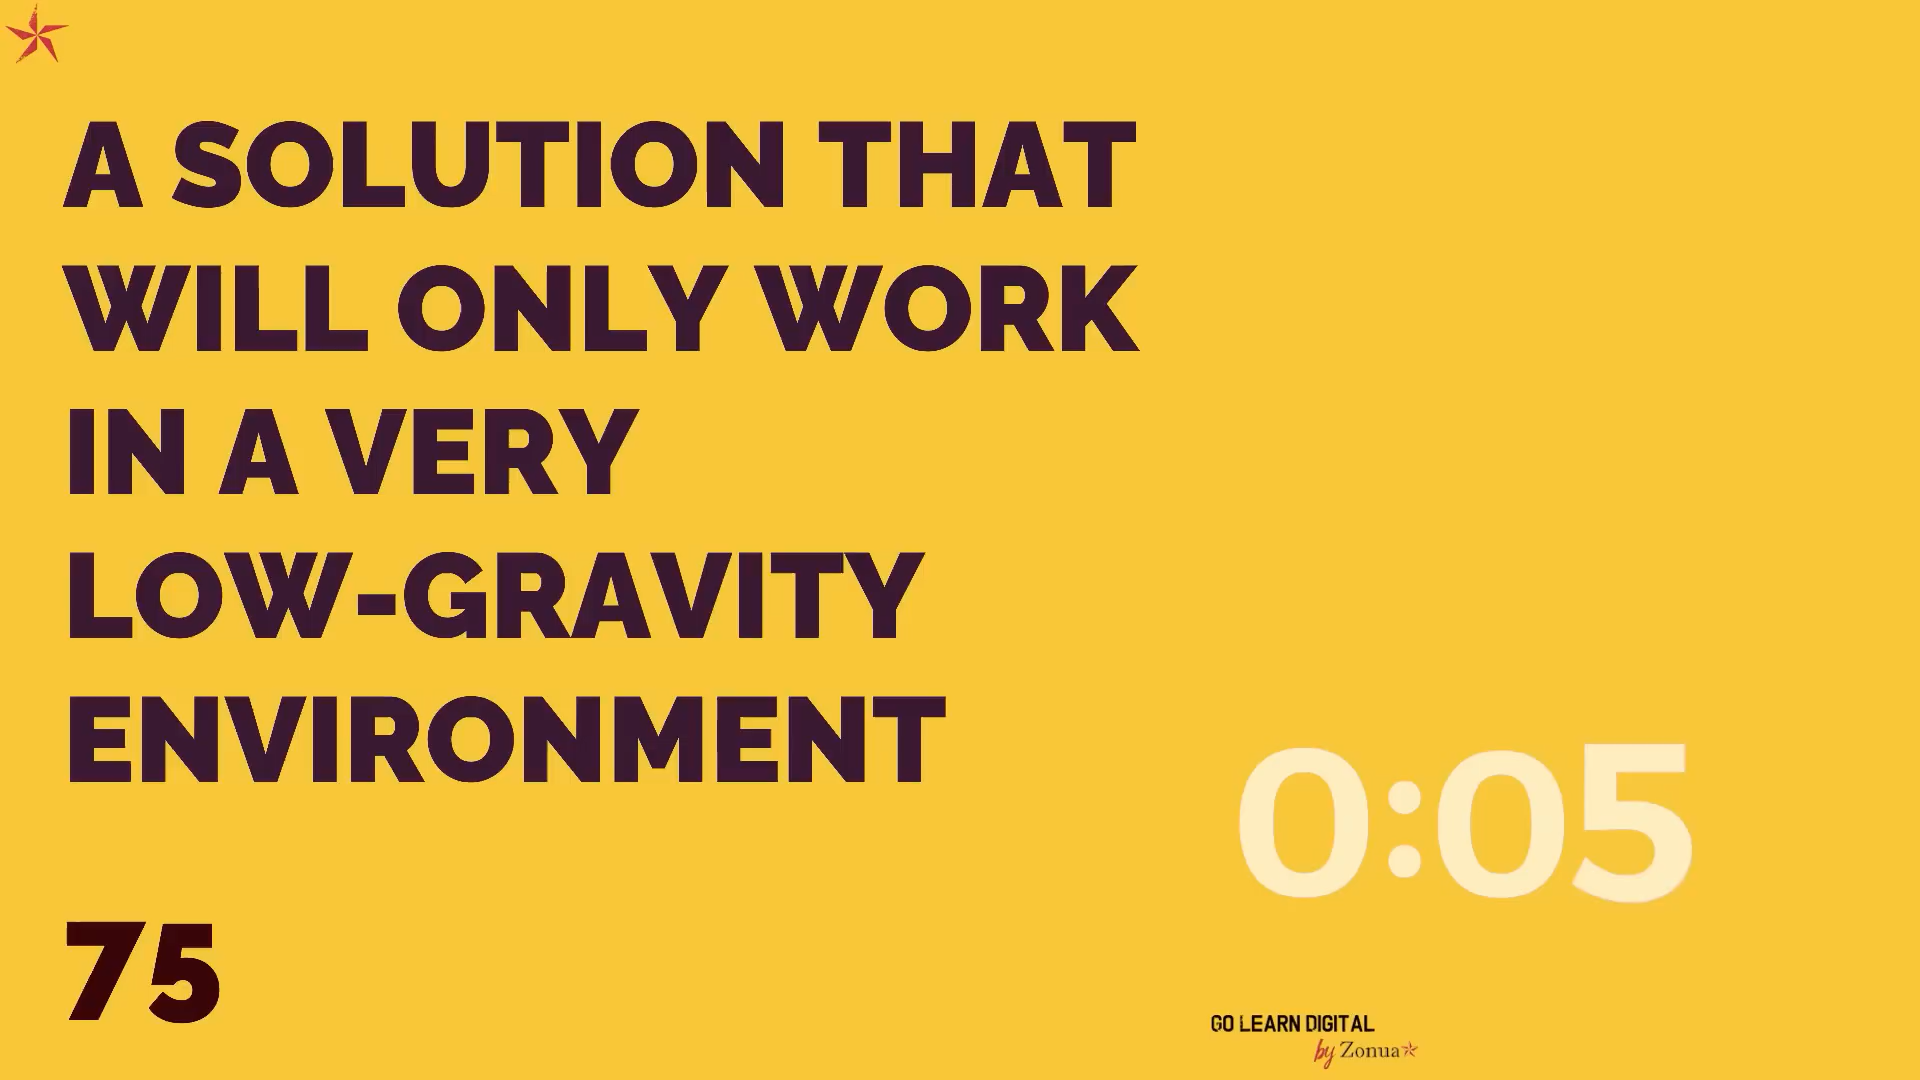 A SOLUTION THAT
WILL ONLY WORK
IN A VERY
LOW-GRAVITY
ENVIRONMENT
0:05
75
GO LEARN DIGITAL
by Zonua